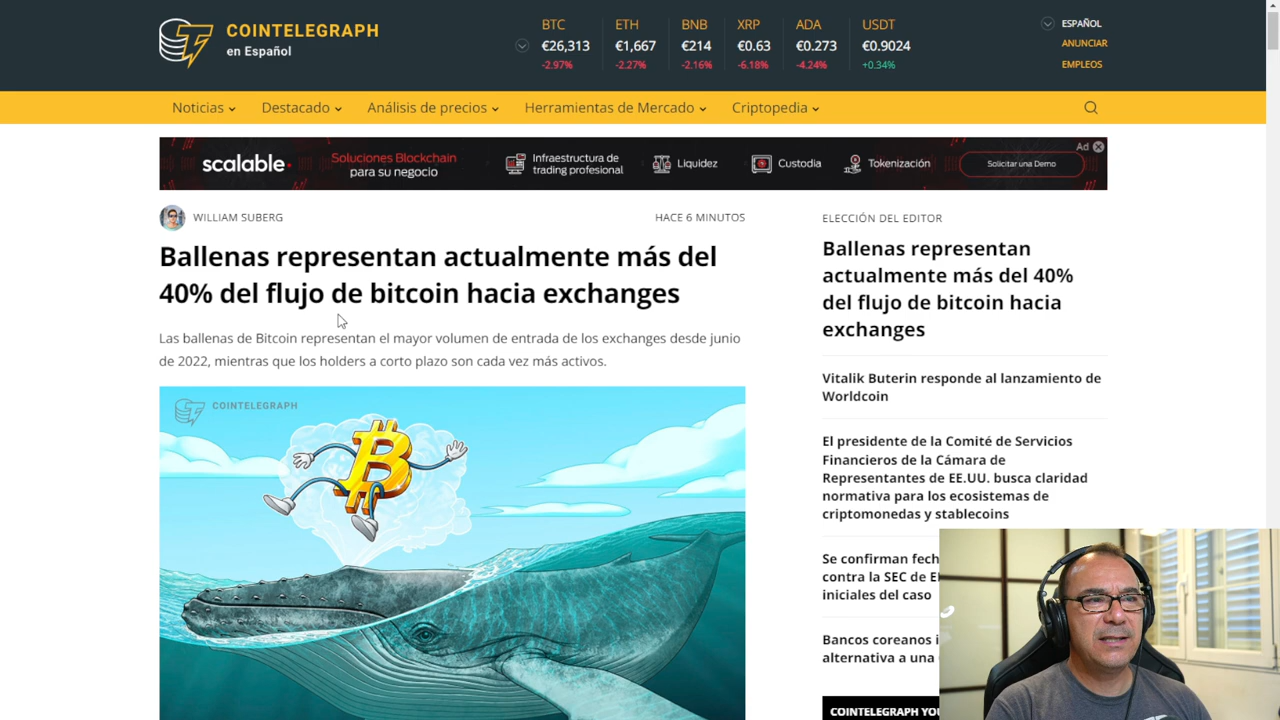 COINTELEGRAPH
en Español
BTC
€26,313
-2.97%
ETH
€1,667
-2.27%
BNB
€214
-2.16%
XRP
€0.63
-6.18%
ADA
€0.273
-4.24%
USDT
€0.9024
+0.34%
ESPAÑOL
ANUNCIAR
EMPLEOS
Noticias
Destacado
Análisis de precios
Herramientas de Mercado
Criptopedia
scalable
Soluciones Blockchain
para su negocio
Infraestructura de
trading profesional
Liquidez
Custodia
Tokenización
Solicitar una Demo
Ad
WILLIAM SUBERG
HACE 6 MINUTOS
Ballenas representan actualmente más del
40% del flujo de bitcoin hacia exchanges
Las ballenas de Bitcoin representan el mayor volumen de entrada de los exchanges desde junio
de 2022, mientras que los holders a corto plazo son cada vez más activos.
COINTELEGRAPH
ELECCIÓN DEL EDITOR
Ballenas representan
actualmente más del 40%
del flujo de bitcoin hacia
exchanges
Vitalik Buterin responde al lanzamiento de
Worldcoin
El presidente de la Comité de Servicios
Financieros de la Cámara de
Representantes de EE.UU. busca claridad
normativa para los ecosistemas de
criptomonedas y stablecoins
Se confirman
contra la SEC de
iniciales del caso
Bancos coreanos
alternativa a una
COINTELEGRAPH